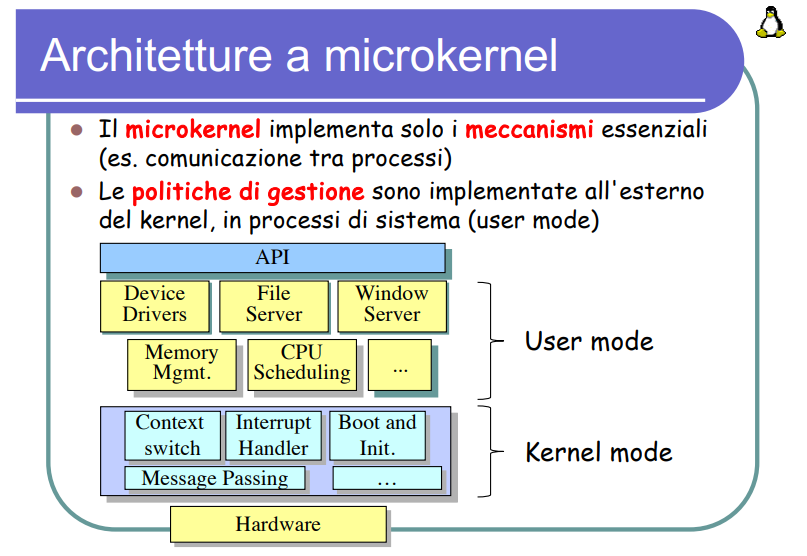 Architetture a microkernel
Il microkernel implementa solo i meccanismi essenziali
(es. comunicazione tra processi)
Le politiche di gestione sono implementate all'esterno
del kernel, in processi di sistema (user mode)
API
Device
Drivers
File
Server
Window
Server
User mode
Memory
Mgmt.
CPU
Scheduling
...
Context
switch
Interrupt
Handler
Boot and
Init.
Kernel mode
Message Passing
...
Hardware